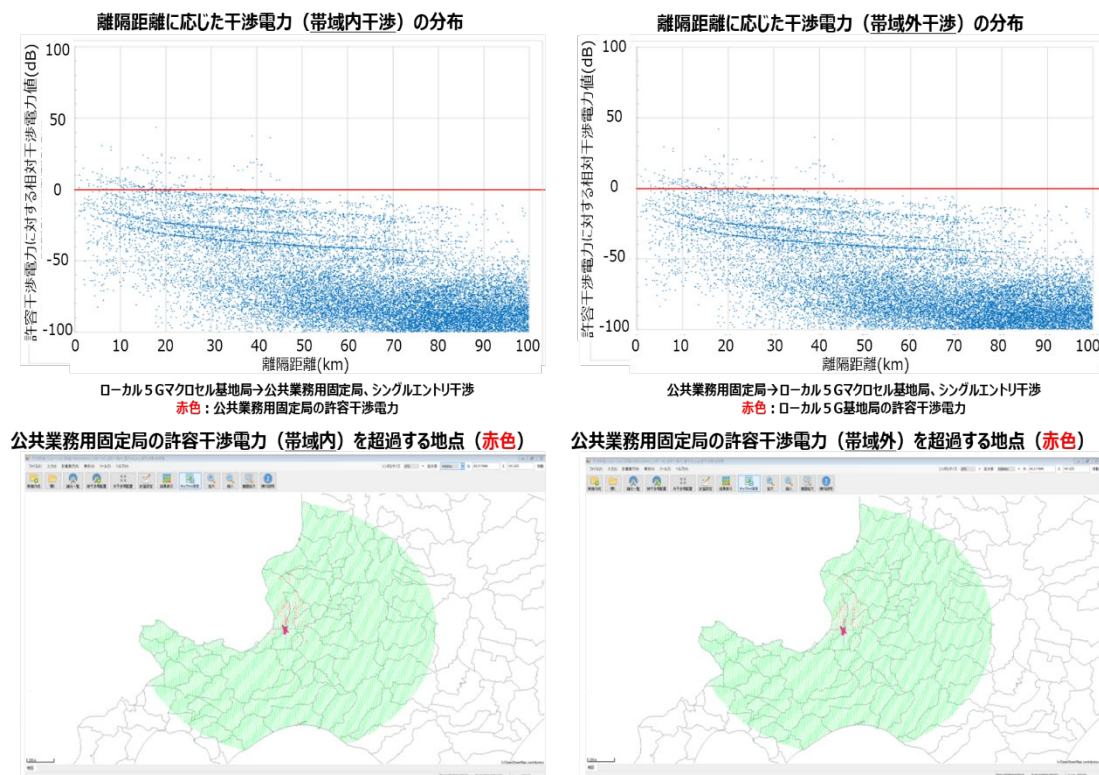 離隔距離に応じた干渉電力（帯域内干渉）の分布
許容干渉電力に対する相対干渉電力値(dB)
100
50
0
-50
-100
0 10 20 30 40 50 60 70 80 90 100
離隔距離(km)
ローカル５Gマクロセル基地局→公共業務用固定局、シングルエントリ干渉
赤色：公共業務用固定局の許容干渉電力
離隔距離に応じた干渉電力（帯域外干渉）の分布
許容干渉電力に対する相対干渉電力値(dB)
100
50
0
-50
-100
0 10 20 30 40 50 60 70 80 90 100
離隔距離(km)
公共業務用固定局→ローカル５Gマクロセル基地局、シングルエントリ干渉
赤色：ローカル５G基地局の許容干渉電力
公共業務用固定局の許容干渉電力（帯域内）を超過する地点（赤色）
公共業務用固定局の許容干渉電力（帯域外）を超過する地点（赤色）